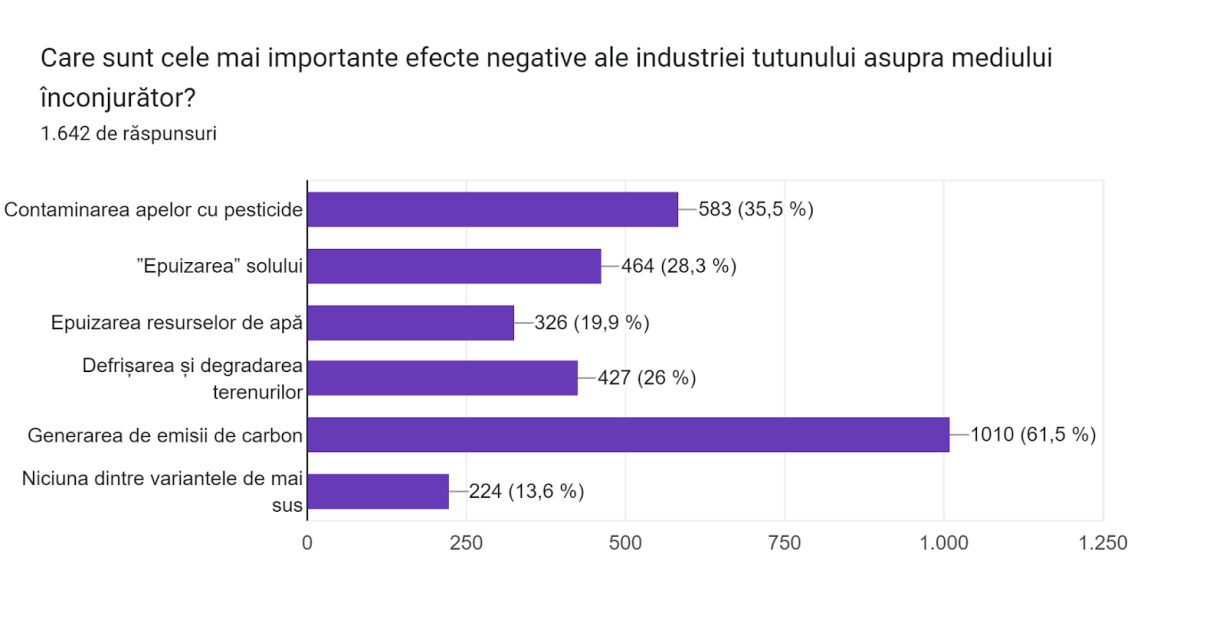 Care sunt cele mai importante efecte negative ale industriei tutunului asupra mediului
înconjurător?
1.642 de răspunsuri
Contaminarea apelor cu pesticide
583 (35,5 %)
”Epuizarea” solului
464 (28,3 %)
Epuizarea resurselor de apă
326 (19,9 %)
Defrișarea și degradarea
terenurilor
427 (26 %)
Generarea de emisii de carbon
1010 (61,5 %)
Niciuna dintre variantele de mai
sus
224 (13,6 %)
0 250 500 750 1.000 1.250